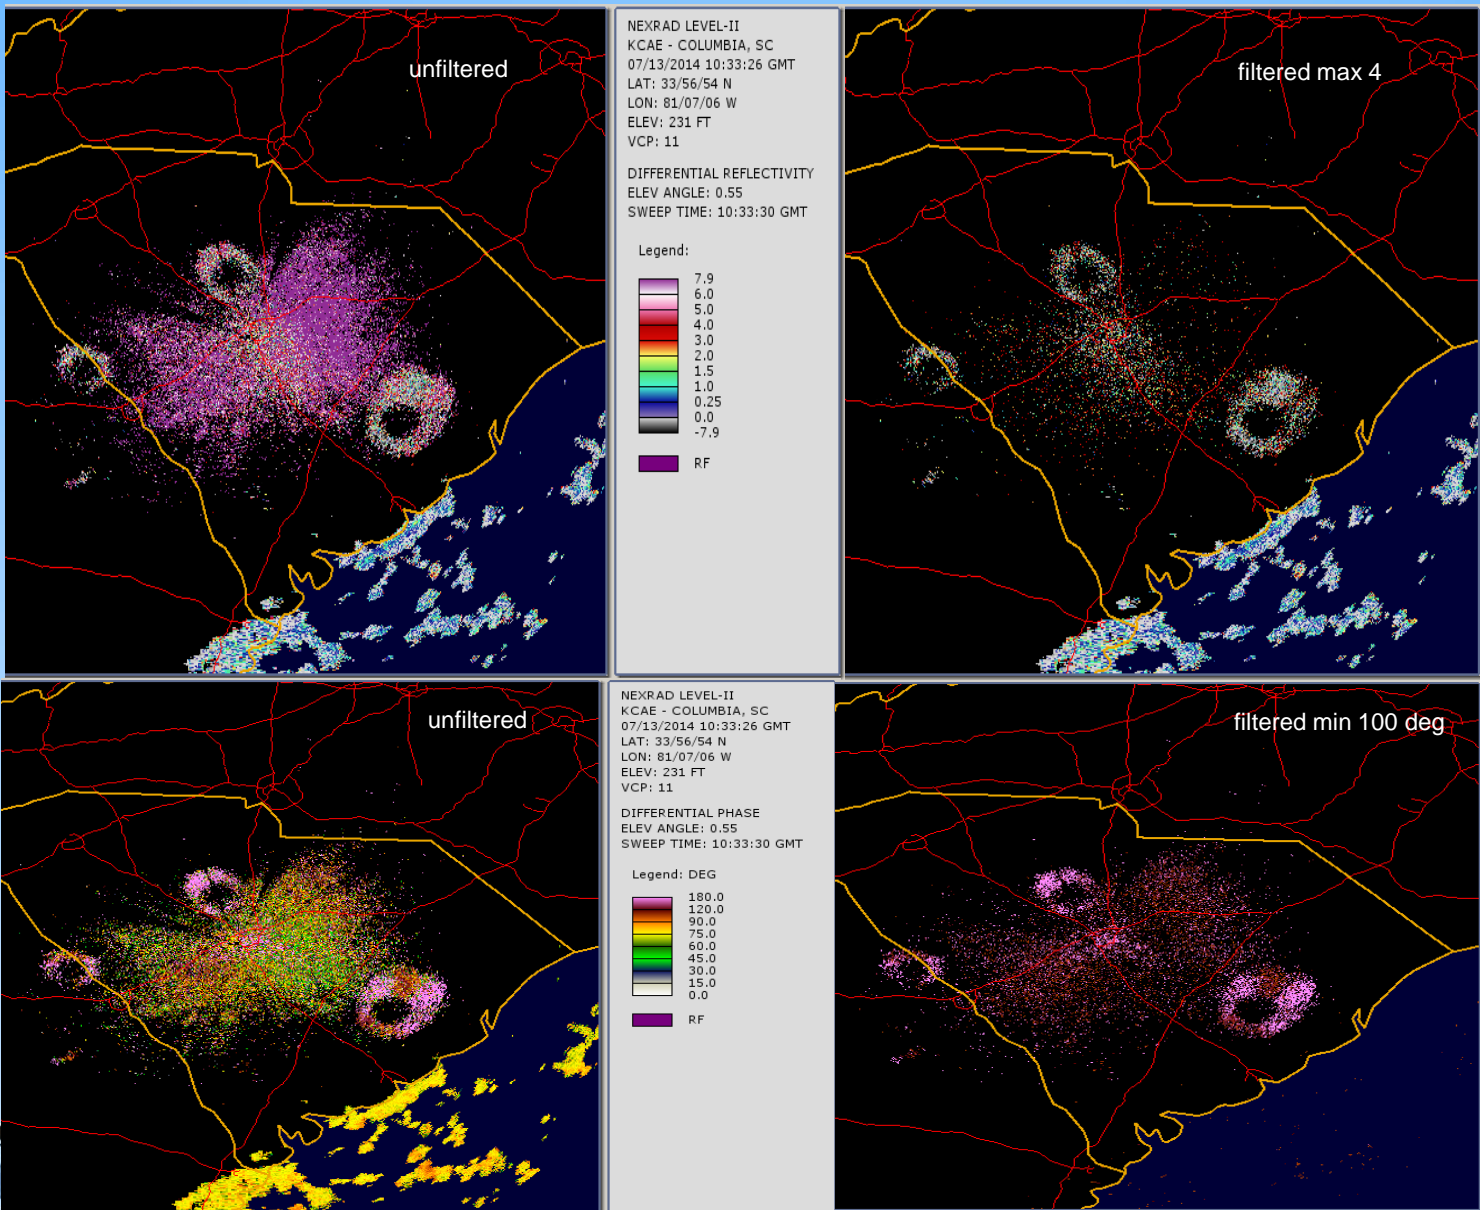 unfiltered
NEXRAD LEVEL-II
KCAE - COLUMBIA, SC
07/13/2014 10:33:26 GMT
LAT: 33/56/54 N
LON: 81/07/06 W
ELEV: 231 FT
VCP: 11
DIFFERENTIAL REFLECTIVITY
ELEV ANGLE: 0.55
SWEEP TIME: 10:33:30 GMT
Legend:
7.9
6.0
5.0
4.0
3.0
2.0
1.5
1.0
0.25
0.0
-7.9
RF
filtered max 4
unfiltered
NEXRAD LEVEL-II
KCAE - COLUMBIA, SC
07/13/2014 10:33:26 GMT
LAT: 33/56/54 N
LON: 81/07/06 W
ELEV: 231 FT
VCP: 11
DIFFERENTIAL PHASE
ELEV ANGLE: 0.55
SWEEP TIME: 10:33:30 GMT
Legend: DEG
180.0
120.0
90.0
75.0
60.0
45.0
30.0
15.0
0.0
RF
filtered min 100 deg